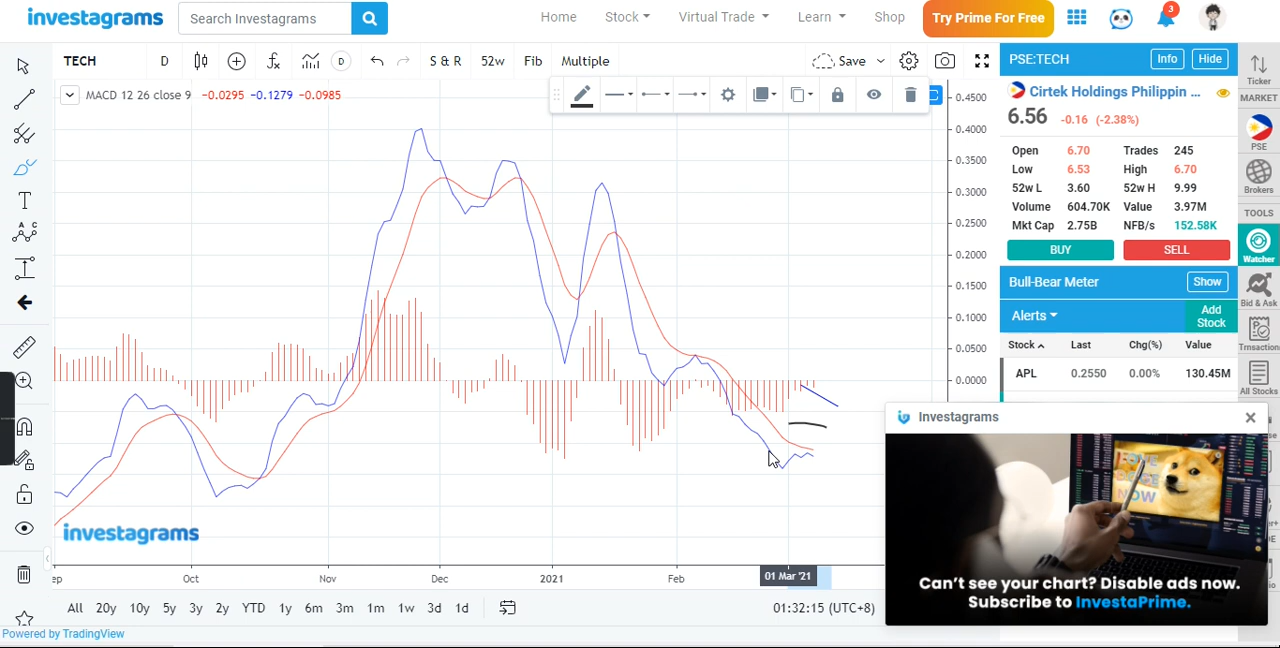 investagrams
Search Investagrams
Home
Stock
Virtual Trade
Learn
Shop
Try Prime For Free
3
TECH
D
D
S & R
52w
Fib
Multiple
Save
MACD 12 26 close 9 −0.0295 −0.1279 −0.0985
0.4500
0.4000
0.3500
0.3000
0.2500
0.2000
0.1500
0.1000
0.0500
0.0000
PSE:TECH
Info
Hide
Cirtek Holdings Philippin ...
6.56 -0.16 (-2.38%)
Open 6.70 Trades 245
Low 6.53 High 6.70
52w L 3.60 52w H 9.99
Volume 604.70K Value 3.97M
Mkt Cap 2.75B NFB/s 152.58K
BUY
SELL
Bull-Bear Meter
Show
Alerts
Add
Stock
Stock Last Chg(%) Value
APL 0.2550 0.00% 130.45M
Ticker
MARKET
PSE
Brokers
TOOLS
Watcher
Bid & Ask
Trnsaction
All Stocks
Investagrams
LOVE
DOGE
NOW
Can't see your chart? Disable ads now.
Subscribe to InvestaPrime.
investagrams
ep
Oct
Nov
Dec
2021
Feb
01 Mar '21
All 20y 10y 5y 3y 2y YTD 1y 6m 3m 1m 1w 3d 1d
01:32:15 (UTC+8)
Powered by TradingView